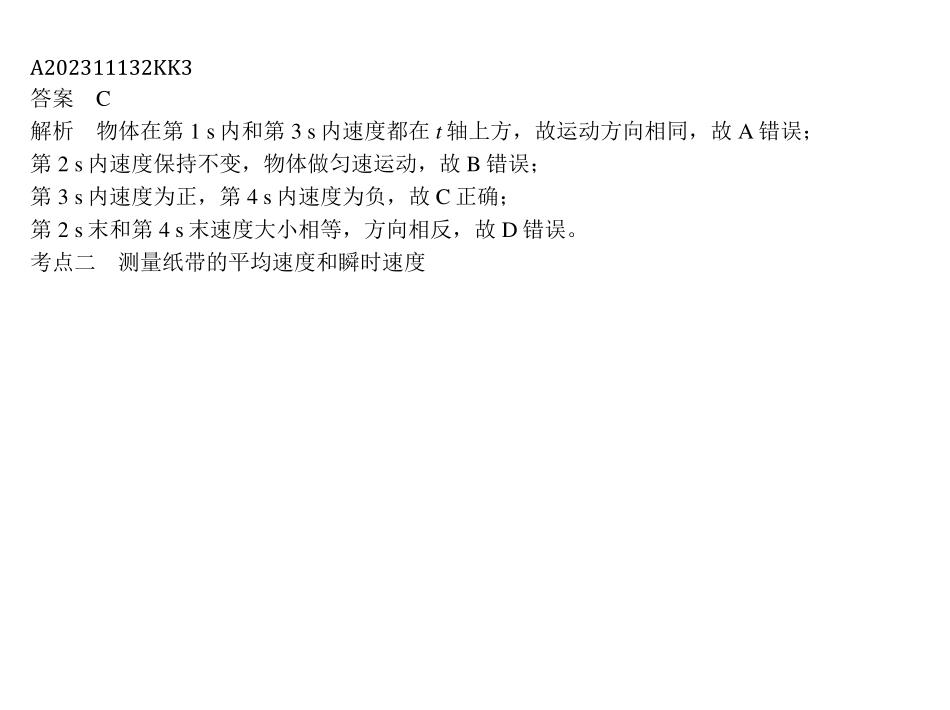 A202311132KK3
答案　C
解析　物体在第 1 s 内和第 3 s 内速度都在 t 轴上方，故运动方向相同，故 A 错误；
第 2 s 内速度保持不变，物体做匀速运动，故 B 错误；
第 3 s 内速度为正，第 4 s 内速度为负，故 C 正确；
第 2 s 末和第 4 s 末速度大小相等，方向相反，故 D 错误。
考点二　测量纸带的平均速度和瞬时速度